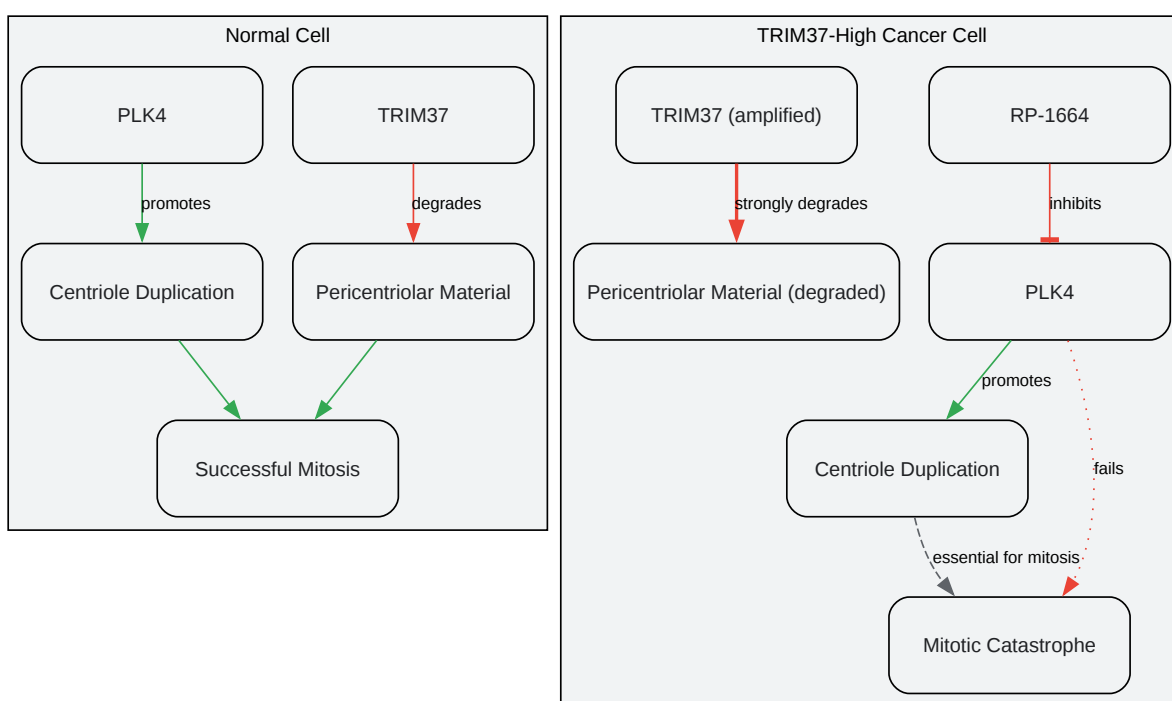 Normal Cell
PLK4
TRIM37
promotes
degrades
Centriole Duplication
Pericentriolar Material
Successful Mitosis
TRIM37-High Cancer Cell
TRIM37 (amplified)
RP-1664
strongly degrades
inhibits
Pericentriolar Material (degraded)
PLK4
promotes
Centriole Duplication
fails
essential for mitosis
Mitotic Catastrophe